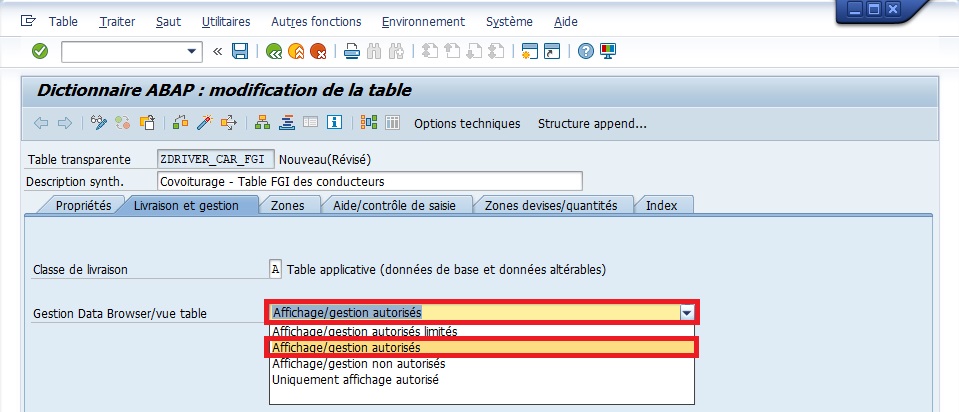 Table Traiter Saut Utilitaires Autres fonctions Environnement Système Aide
Dictionnaire ABAP : modification de la table
Options techniques Structure append...
Table transparente ZDRIVER_CAR_FGI Nouveau(Révisé)
Description synth. Covoiturage - Table FGI des conducteurs
Propriétés Livraison et gestion Zones Aide/contrôle de saisie Zones devises/quantités Index
Classe de livraison A Table applicative (données de base et données altérables)
Gestion Data Browser/vue table Affichage/gestion autorisés
Affichage/gestion autorisés limités
Affichage/gestion autorisés
Affichage/gestion non autorisés
Uniquement affichage autorisé